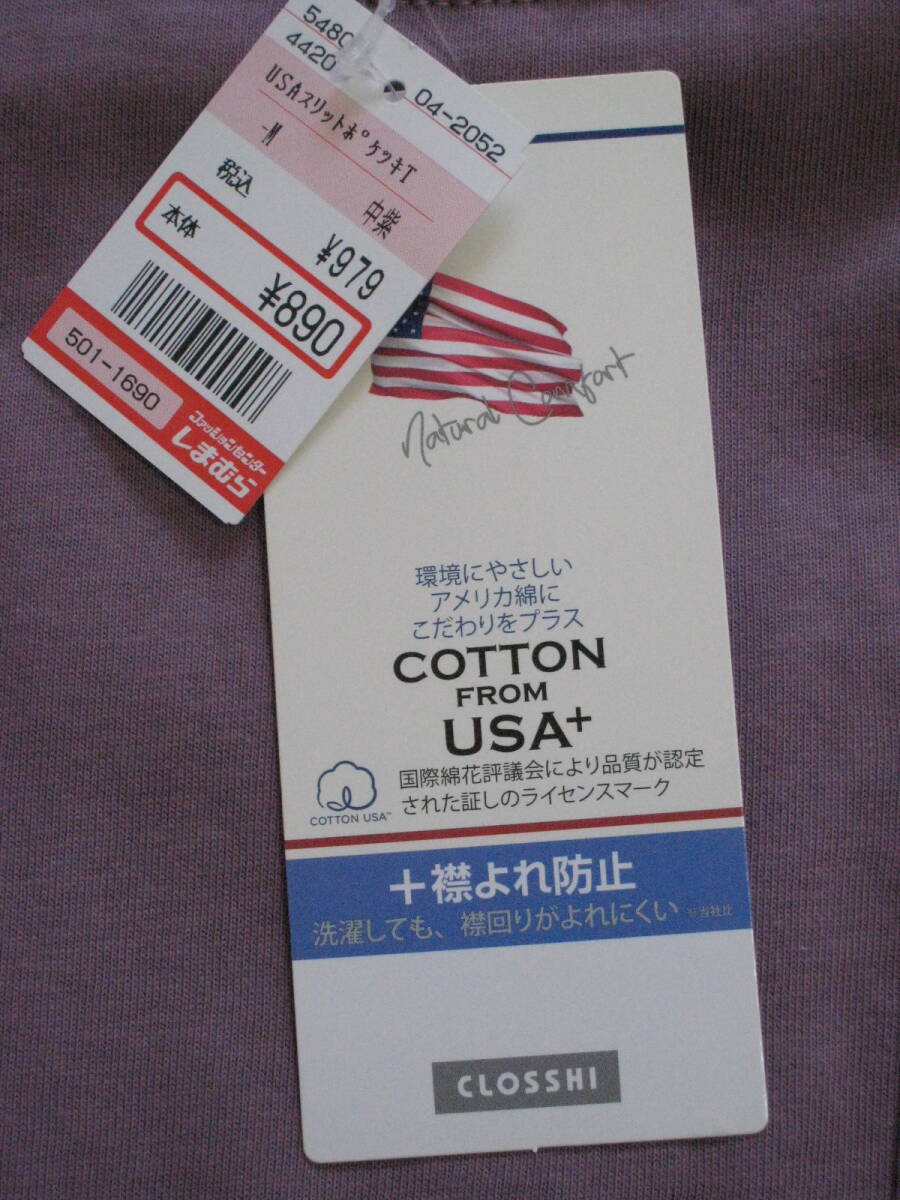 5480
4420
04-2052
USAスリットポケツキT
-M
中紫
税込
¥979
本体
¥890
501-1690
ファッションセンター
しまむら
Natural Comfort
環境にやさしい
アメリカ綿に
こだわりをプラス
COTTON
FROM
USA+
国際綿花評議会により品質が認定
された証しのライセンスマーク
COTTON USA™
+襟よれ防止
洗濯しても、襟回りがよれにくい ※当社比
CLOSSHI